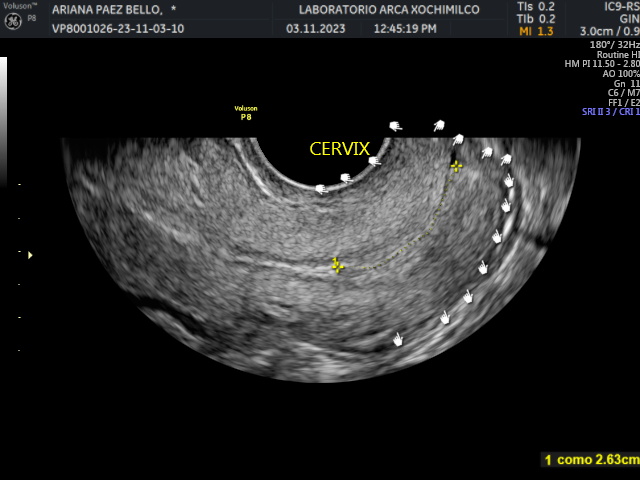 Voluson™
P8
ARIANA PAEZ BELLO, *
VP8001026-23-11-03-10
LABORATORIO ARCA XOCHIMILCO
03.11.2023 12:45:19 PM
TIs 0.2
TIb 0.2
MI 1.3
IC9-RS
GIN
3.0cm / 0.9
180°/ 32Hz
Routine HI
HM PI 11.50 - 2.80
AO 100%
Gn 11
C6 / M7
FF1 / E2
SRI II 3 / CRI 1
Voluson
P8
CERVIX
1
1 como 2.63cm